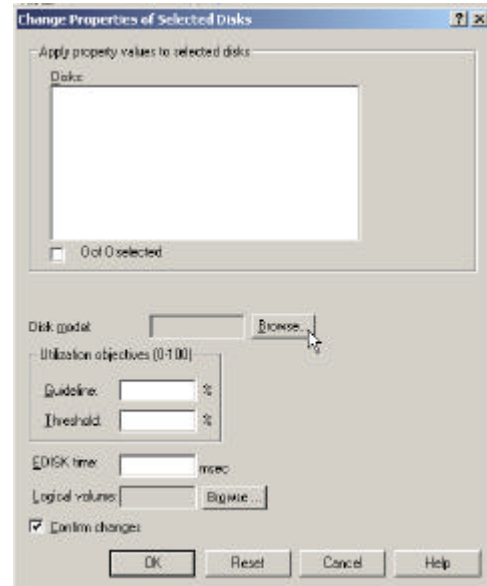 Change Properties of Selected Disks
Apply property values to selected disks
Disks:
0 of 0 selected
Disk model: Browse...
Utilization objectives (0-100)
Guideline: %
Threshold: %
EDISK time: msec
Logical volume: Browse ...
Confirm changes
OK Reset Cancel Help